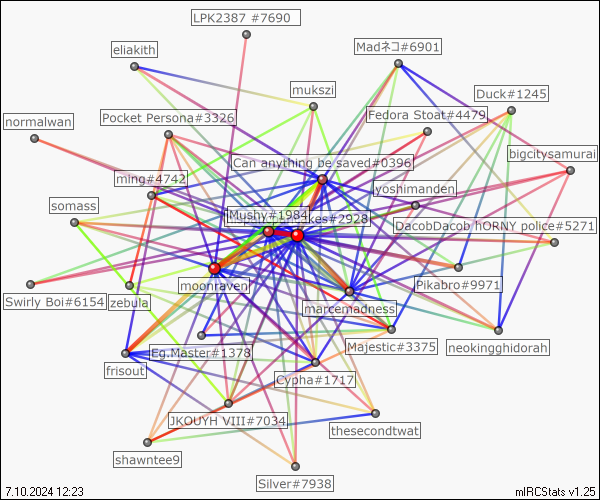 LPK2387 #7690
eliakith
Madネコ#6901
mukszi
Duck#1245
normalwan
Pocket Persona#3326
Fedora Stoat#4479
bigcitysamurai
Can anything be saved#0396
ming#4742
yoshimanden
somass
Mushy#1984
cakes#2928
DacobDacob hORNY police#5271
Swirly Boi#6154
zebula
moonraven
Pikabro#9971
marcemadness
frisout
Eg.Master#1378
Majestic#3375
neokingghidorah
Cypha#1717
JKOUYH VIII#7034
thesecondtwat
shawntee9
Silver#7938
7.10.2024 12:23
mIRCStats v1.25